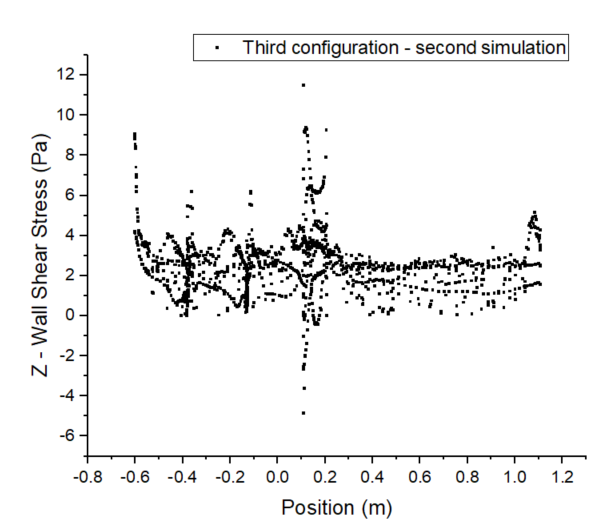 Third configuration - second simulation
12
10
8
6
4
2
0
-2
-4
-6
Z - Wall Shear Stress (Pa)
-0.8 -0.6 -0.4 -0.2 0.0 0.2 0.4 0.6 0.8 1.0 1.2
Position (m)